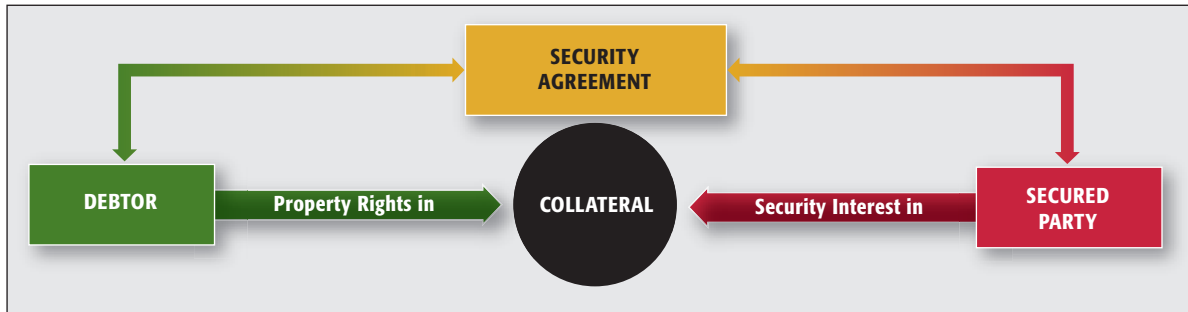 SECURITY
AGREEMENT
DEBTOR
Property Rights in
COLLATERAL
Security Interest in
SECURED
PARTY